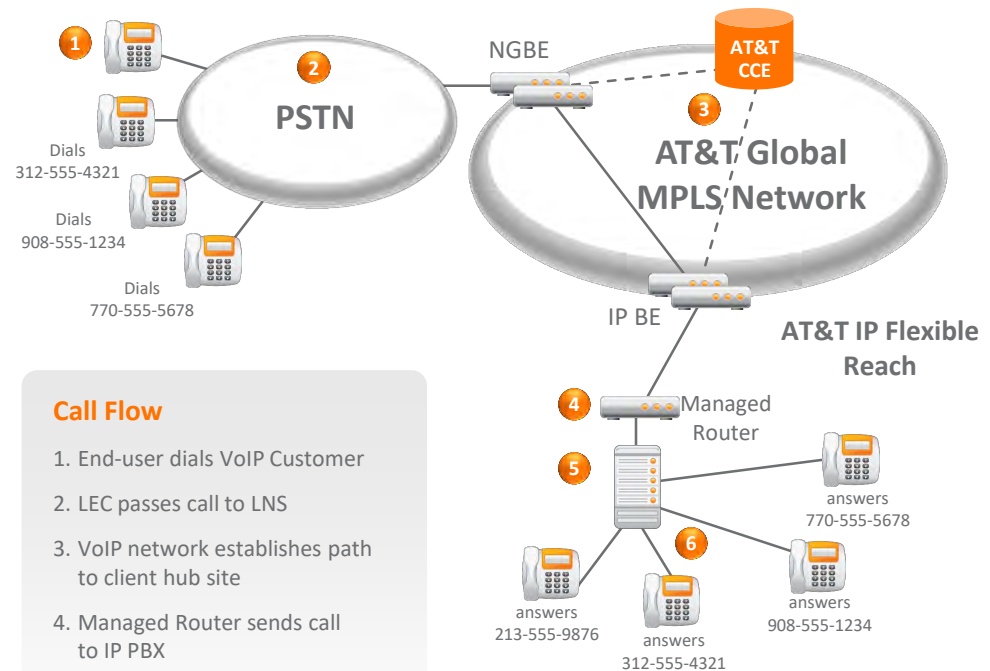 1
2
PSTN
Dials
312-555-4321
Dials
908-555-1234
Dials
770-555-5678
NGBE
AT&T
CCE
3
AT&T Global
MPLS Network
IP BE
AT&T IP Flexible
Reach
4
Managed
Router
5
6
answers
770-555-5678
answers
908-555-1234
answers
213-555-9876
answers
312-555-4321
Call Flow
1. End-user dials VoIP Customer
2. LEC passes call to LNS
3. VoIP network establishes path
to client hub site
4. Managed Router sends call
to IP PBX